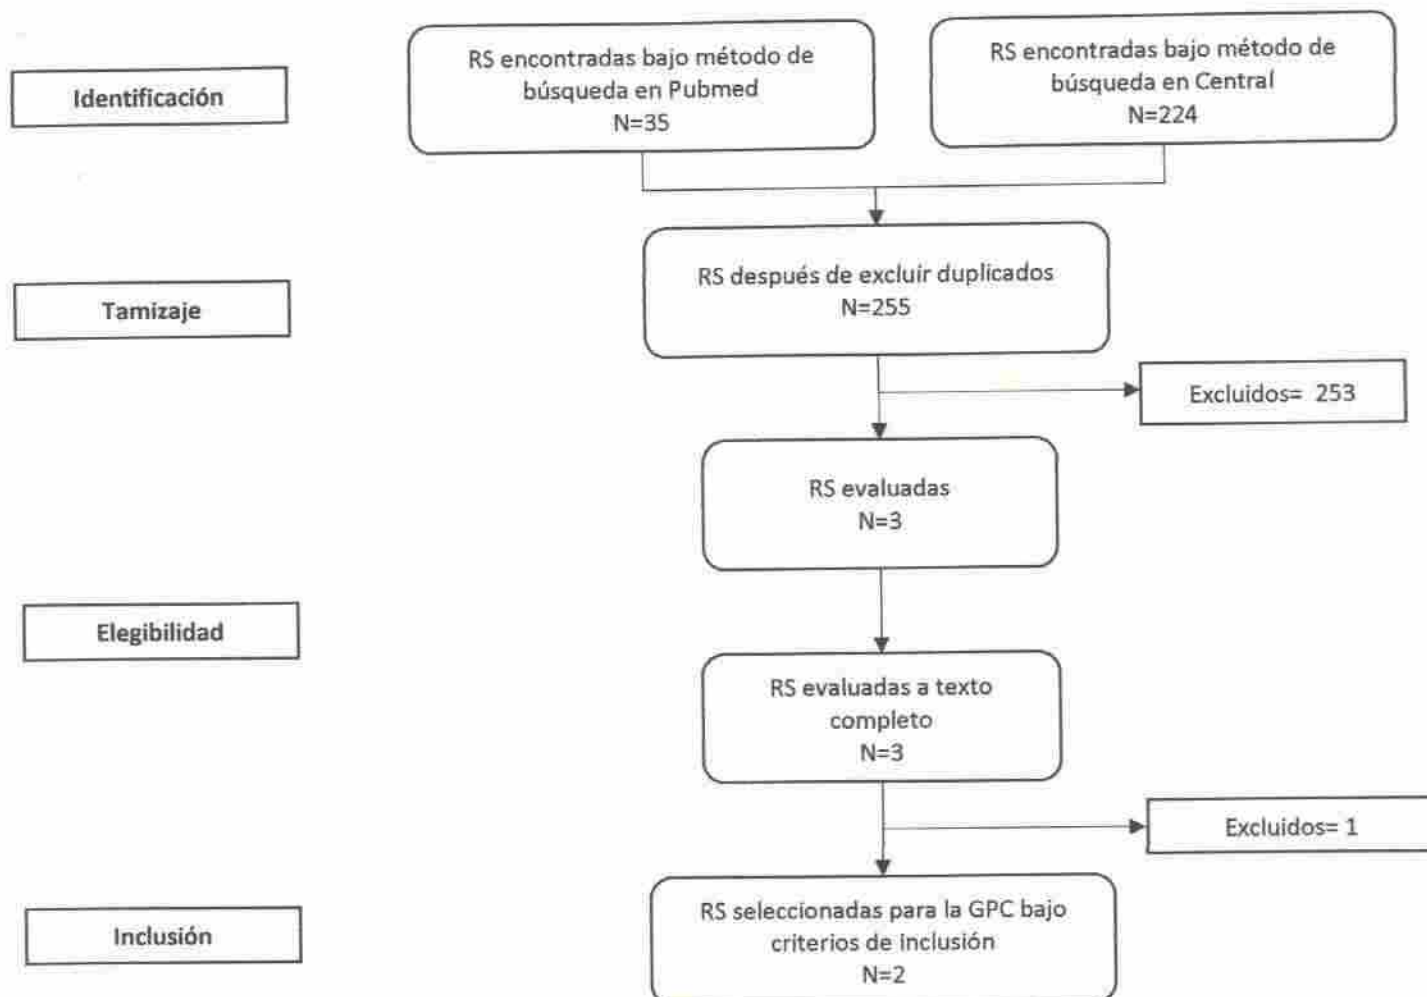 Identificación
RS encontradas bajo método de
búsqueda en Pubmed
N=35
RS encontradas bajo método de
búsqueda en Central
N=224
Tamizaje
RS después de excluir duplicados
N=255
Excluidos= 253
RS evaluadas
N=3
Elegibilidad
RS evaluadas a texto
completo
N=3
Excluidos= 1
Inclusión
RS seleccionadas para la GPC bajo
criterios de inclusión
N=2